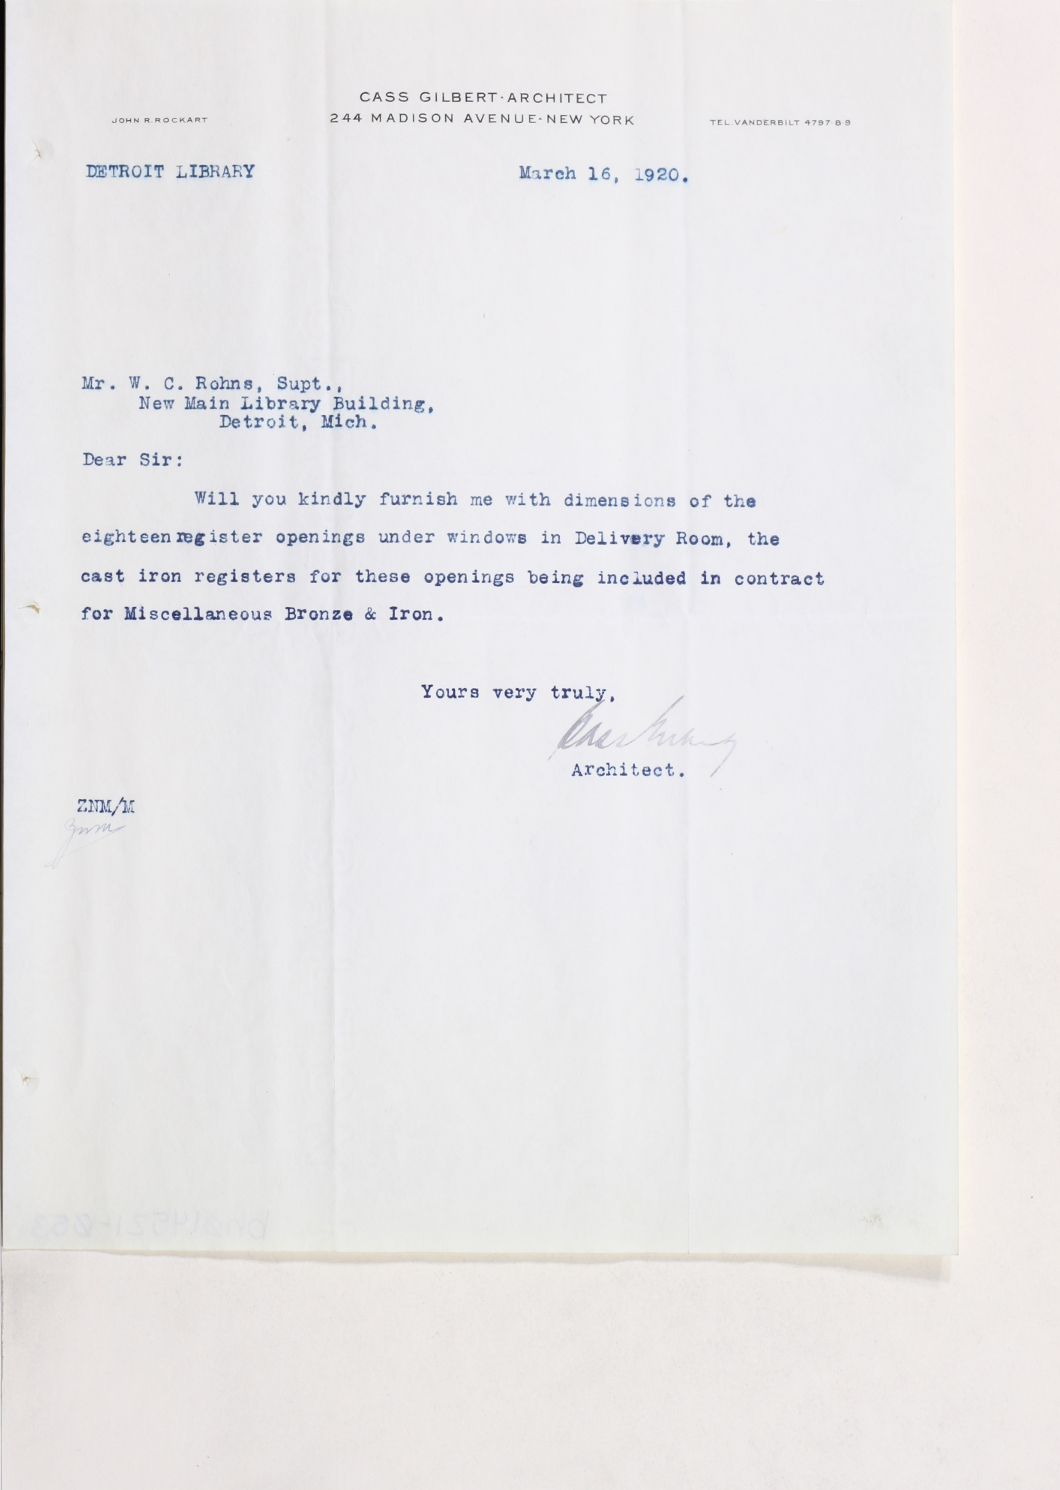 CASS GILBERT·ARCHITECT
JOHN R. ROCKART 244 MADISON AVENUE·NEW YORK TEL. VANDERBILT 4797-8-9
DETROIT LIBRARY March 16, 1920.
Mr. W. C. Rohns, Supt.,
New Main Library Building,
Detroit, Mich.
Dear Sir:
Will you kindly furnish me with dimensions of the
eighteen register openings under windows in Delivery Room, the
cast iron registers for these openings being included in contract
for Miscellaneous Bronze & Iron.
Yours very truly,
Cass Gilbert
Architect.
ZNM/M
znm